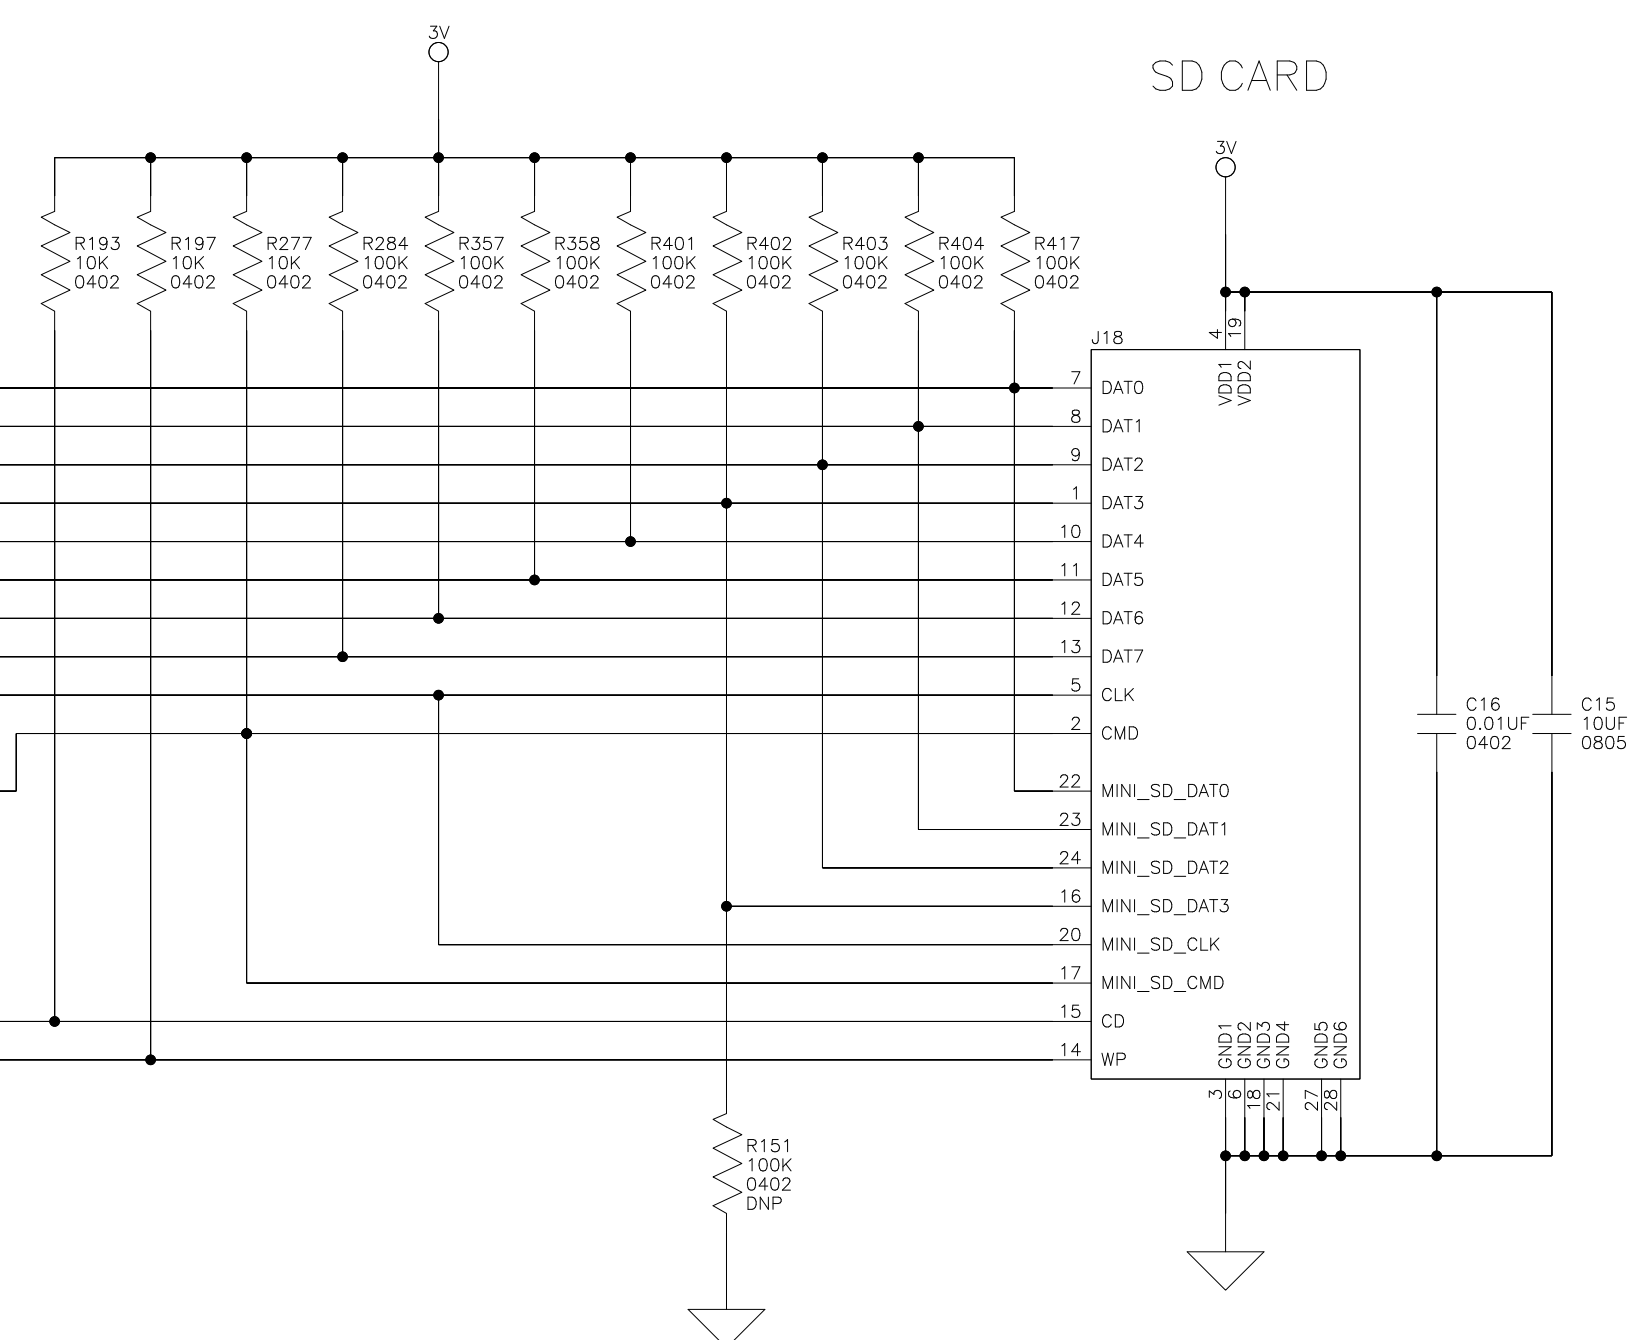 3V
SD CARD
3V
R193
10K
0402
R197
10K
0402
R277
10K
0402
R284
100K
0402
R357
100K
0402
R358
100K
0402
R401
100K
0402
R402
100K
0402
R403
100K
0402
R404
100K
0402
R417
100K
0402
J18
4
19
VDD1
VDD2
7 DAT0
8 DAT1
9 DAT2
1 DAT3
10 DAT4
11 DAT5
12 DAT6
13 DAT7
5 CLK
2 CMD
22 MINI_SD_DAT0
23 MINI_SD_DAT1
24 MINI_SD_DAT2
16 MINI_SD_DAT3
20 MINI_SD_CLK
17 MINI_SD_CMD
15 CD
14 WP
GND1
GND2
GND3
GND4
GND5
GND6
3
6
18
21
27
28
C16
0.01UF
0402
C15
10UF
0805
R151
100K
0402
DNP